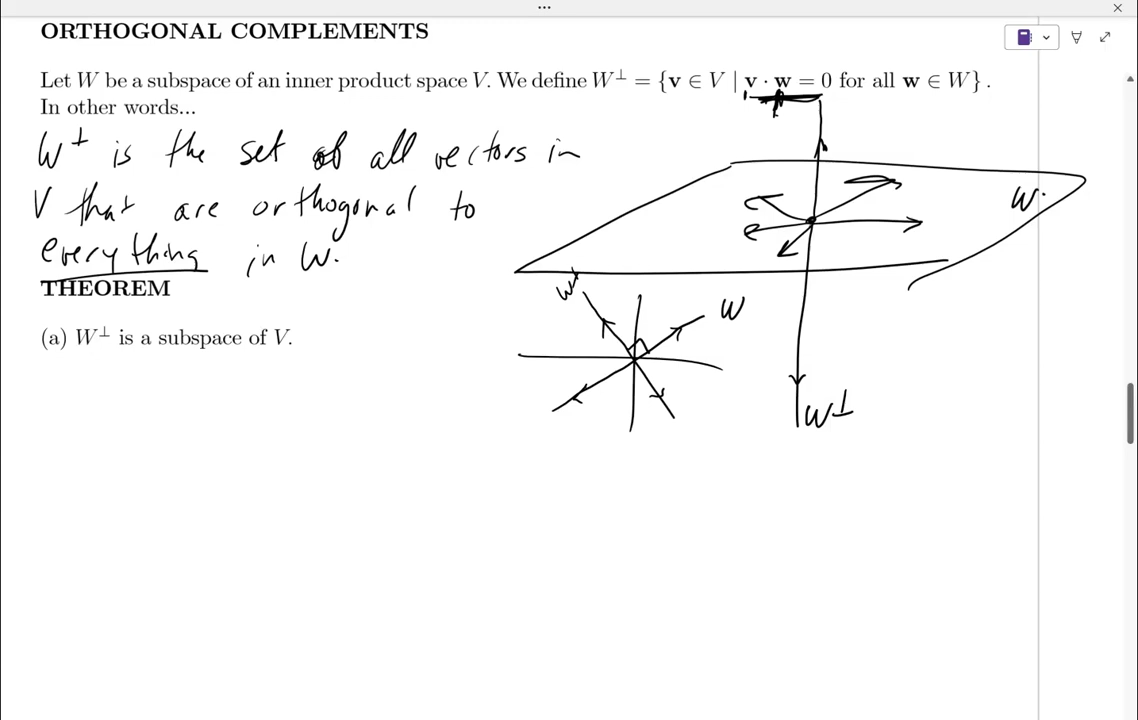 ORTHOGONAL COMPLEMENTS
Let W be a subspace of an inner product space V. We define W⊥ = {v ∈ V | v · w = 0 for all w ∈ W}.
In other words...
W⊥ is the set of all vectors in
V that are orthogonal to
everything in W.
W
W⊥
W
W⊥
THEOREM
(a) W⊥ is a subspace of V.